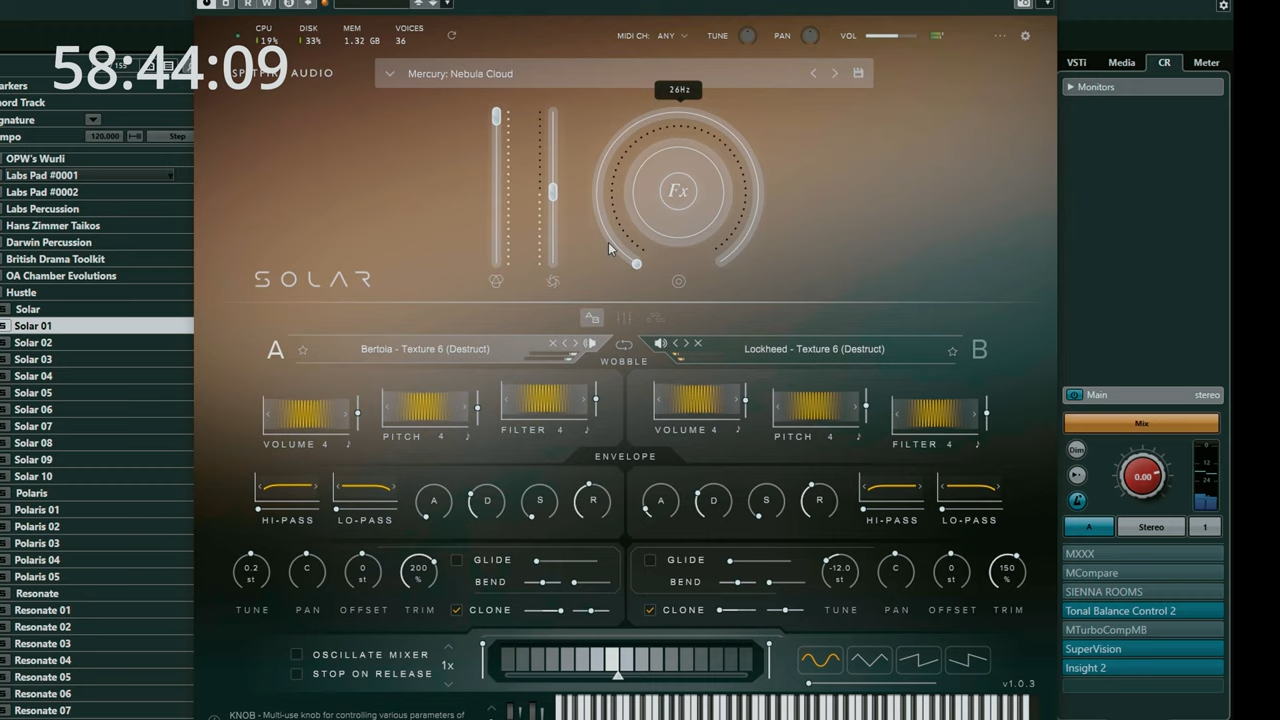 R W
CPU DISK MEM VOICES
19% 33% 1.32 GB 36
MIDI CH: ANY TUNE PAN VOL
58:44:09
SPITFIRE AUDIO
Mercury: Nebula Cloud
26Hz
Fx
SOLAR
arkers
ord Track
gnature
mpo 120.000 Step
OPW's Wurli
Labs Pad #0001
Labs Pad #0002
Labs Percussion
Hans Zimmer Taikos
Darwin Percussion
British Drama Toolkit
OA Chamber Evolutions
Hustle
Solar
Solar 01
Solar 02
Solar 03
Solar 04
Solar 05
Solar 06
Solar 07
Solar 08
Solar 09
Solar 10
Polaris
Polaris 01
Polaris 02
Polaris 03
Polaris 04
Polaris 05
Resonate
Resonate 01
Resonate 02
Resonate 03
Resonate 04
Resonate 05
Resonate 06
Resonate 07
A Bertoia - Texture 6 (Destruct) Lockheed - Texture 6 (Destruct) B
WOBBLE
VOLUME 4 PITCH 4 FILTER 4 VOLUME 4 PITCH 4 FILTER 4
ENVELOPE
A D S R A D S R
HI-PASS LO-PASS HI-PASS LO-PASS
GLIDE GLIDE
0.2 st C 0 st 200 % -12.0 st C 0 st 150 %
BEND BEND
TUNE PAN OFFSET TRIM CLONE CLONE TUNE PAN OFFSET TRIM
OSCILLATE MIXER
1x
STOP ON RELEASE
v1.0.3
KNOB - Multi-use knob for controlling various parameters of
VSTi Media CR Meter
Monitors
Main stereo
Mix
Dim
0.00
0
12
24
A Stereo 1
MXXX
MCompare
SIENNA ROOMS
Tonal Balance Control 2
MTurboCompMB
SuperVision
Insight 2